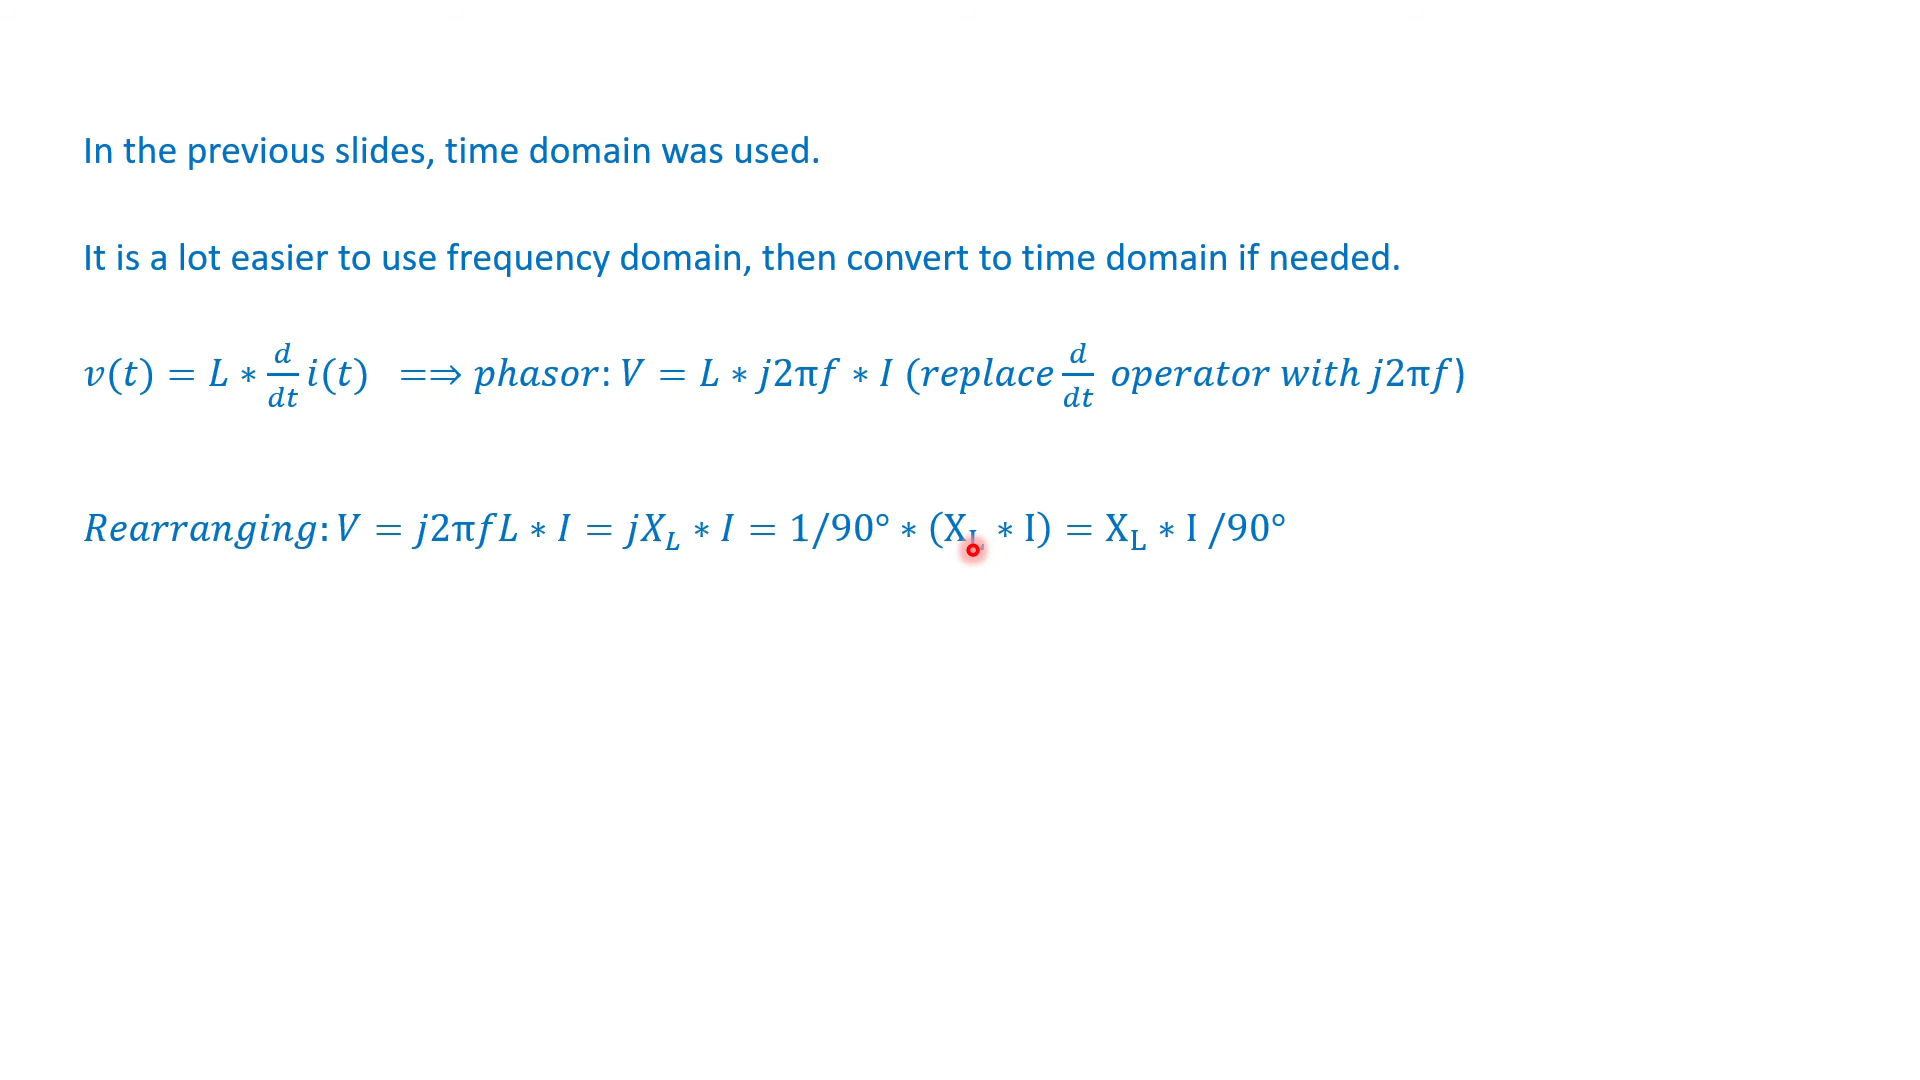 In the previous slides, time domain was used.
It is a lot easier to use frequency domain, then convert to time domain if needed.
v(t) = L ∗ d/dt i(t) ==⇒ phasor: V = L ∗ j2πf ∗ I (replace d/dt operator with j2πf)
Rearranging: V = j2πfL ∗ I = jX_L ∗ I = 1/90° ∗ (X_L ∗ I) = X_L ∗ I /90°